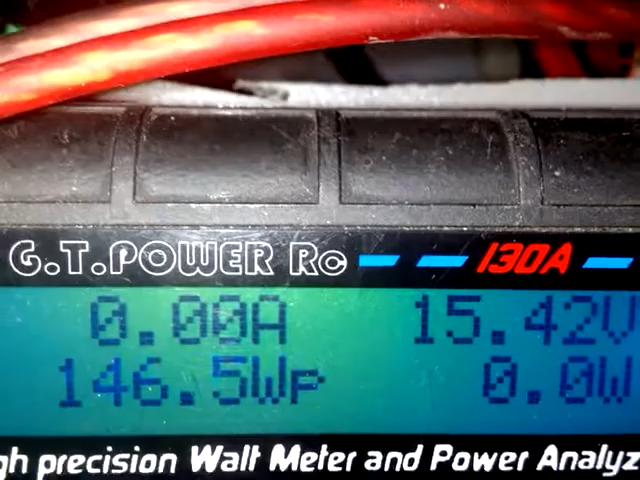 G.T.POWER RC 130A
0.00A 15.42V
146.5Wp 0.0W
gh precision Watt Meter and Power Analyz